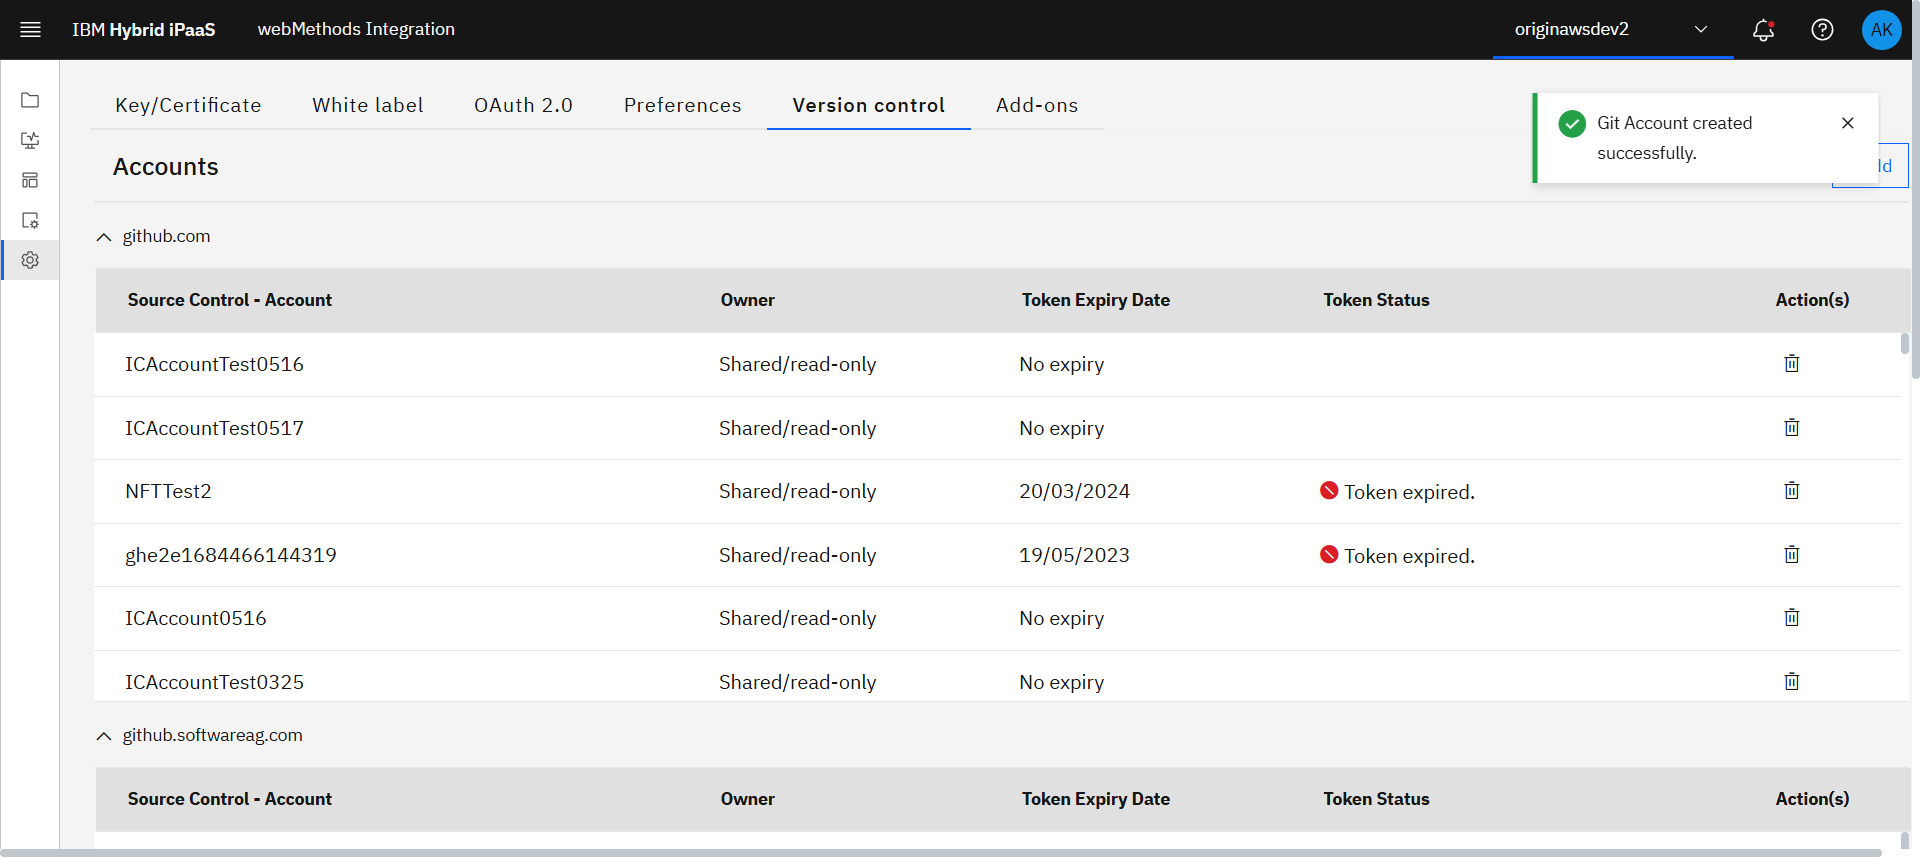 IBM Hybrid iPaaS webMethods Integration originawsdev2 AK
Key/Certificate White label OAuth 2.0 Preferences Version control Add-ons
Git Account created
successfully.
Accounts
github.com
Source Control - Account Owner Token Expiry Date Token Status Action(s)
ICAccountTest0516 Shared/read-only No expiry
ICAccountTest0517 Shared/read-only No expiry
NFTTest2 Shared/read-only 20/03/2024 Token expired.
ghe2e1684466144319 Shared/read-only 19/05/2023 Token expired.
ICAccount0516 Shared/read-only No expiry
ICAccountTest0325 Shared/read-only No expiry
github.softwareag.com
Source Control - Account Owner Token Expiry Date Token Status Action(s)